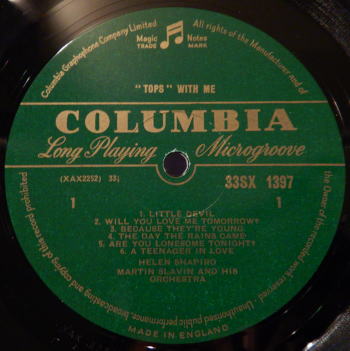 Columbia Graphophone Company Limited
All rights of the Manufacturer and of
the Owner of the recorded work reserved.
Unauthorised public performance, broadcasting
and copying of this record prohibited
Magic Notes
TRADE MARK
"TOPS" WITH ME
COLUMBIA
Long Playing Microgroove
(XAX2252) 33⅓
33SX 1397
1 1
1. LITTLE DEVIL
2. WILL YOU LOVE ME TOMORROW?
3. BECAUSE THEY'RE YOUNG
4. THE DAY THE RAINS CAME
5. ARE YOU LONESOME TONIGHT?
6. A TEENAGER IN LOVE
HELEN SHAPIRO
MARTIN SLAVIN AND HIS
ORCHESTRA
MADE IN ENGLAND